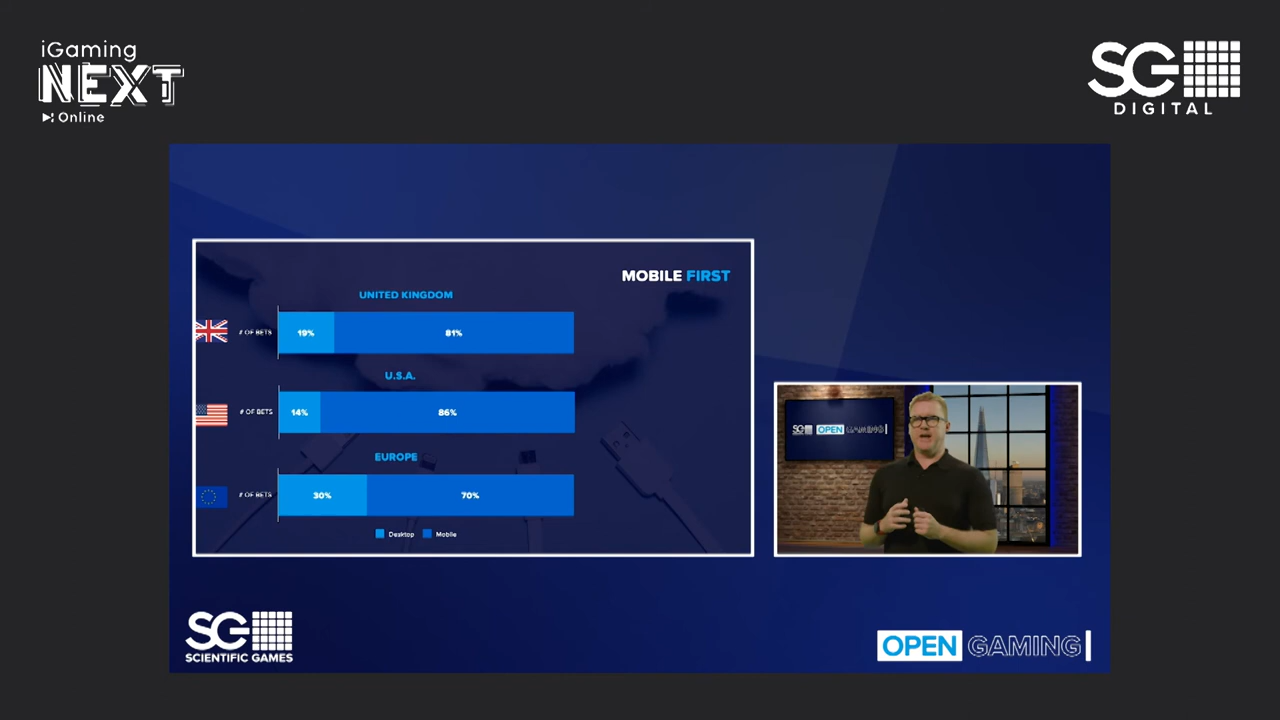 iGaming
NEXT
Online
SG
DIGITAL
MOBILE FIRST
UNITED KINGDOM
# OF BETS
19%
81%
U.S.A.
# OF BETS
14%
86%
EUROPE
# OF BETS
30%
70%
Desktop
Mobile
SG OPEN GAMING
SG
SCIENTIFIC GAMES
OPEN GAMING